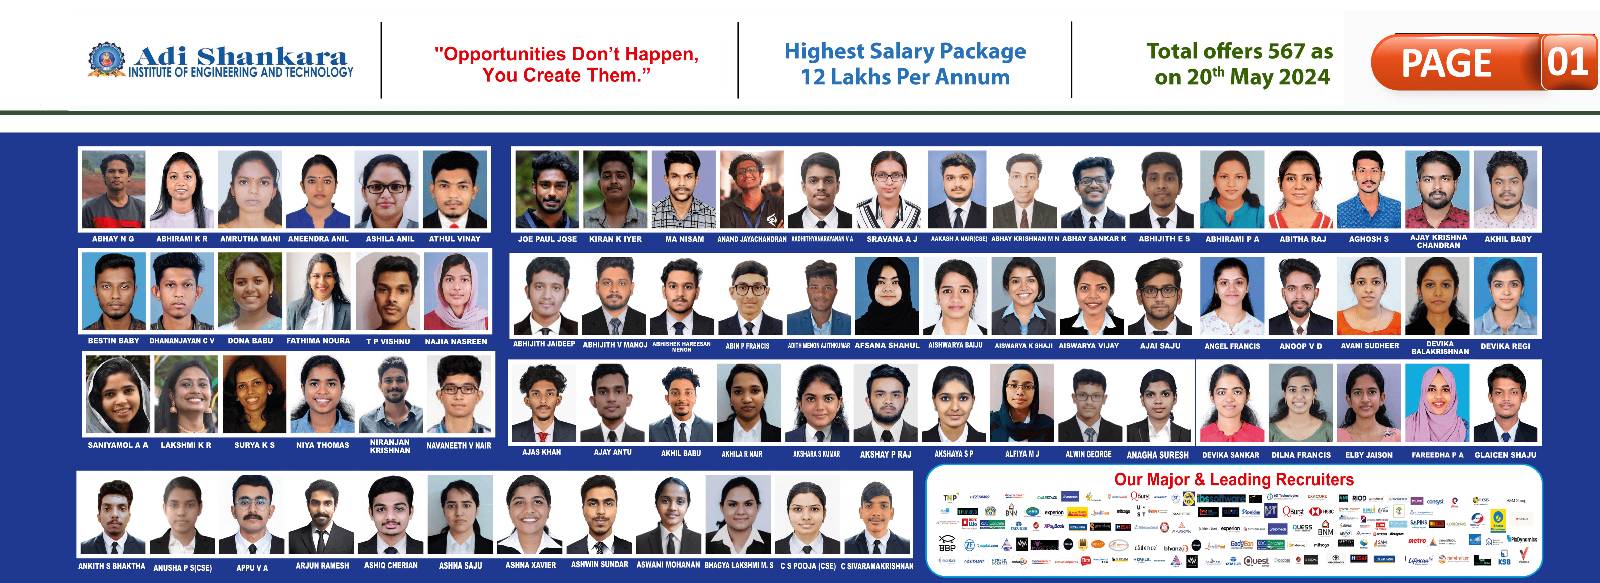 Adi Shankara
INSTITUTE OF ENGINEERING AND TECHNOLOGY
"Opportunities Don't Happen,
You Create Them."
Highest Salary Package
12 Lakhs Per Annum
Total offers 567 as
on 20th May 2024
PAGE 01
ABHAY N G ABHIRAMI K R AMRUTHA MANI ANEENDRA ANIL ASHILA ANIL ATHUL VINAY
JOE PAUL JOSE KIRAN K IYER MA NISAM ANAND JAYACHANDRAN AADHITHYANARAYANAN V A SRAVANA A J AAKASH A NAIR(CSE) ABHAY KRISHNAN M N ABHAY SANKAR K ABHIJITH E S ABHIRAMI P A ABITHA RAJ AGHOSH S AJAY KRISHNA CHANDRAN AKHIL BABY
BESTIN BABY DHANANJAYAN C V DONA BABU FATHIMA NOURA T P VISHNU NAJIA NASREEN
ABHIJITH JAIDEEP ABHIJITH V MANOJ ABHISHEK HAREESAN MENON ABIN P FRANCIS ADITH MENON AJITHKUMAR AFSANA SHAHUL AISHWARYA BAIJU AISWARYA K SHAJI AISWARYA VIJAY AJAI SAJU ANGEL FRANCIS ANOOP V D AVANI SUDHEER DEVIKA BALAKRISHNAN DEVIKA REGI
SANIYAMOL A A LAKSHMI K R SURYA K S NIYA THOMAS NIRANJAN KRISHNAN NAVANEETH V NAIR
AJAS KHAN AJAY ANTU AKHIL BABU AKHILA R NAIR AKSHARA S KUMAR AKSHAY P RAJ AKSHAYA S P ALFIYA M J ALWIN GEORGE ANAGHA SURESH DEVIKA SANKAR DILNA FRANCIS ELBY JAISON FAREEDHA P A GLAICEN SHAJU
ANKITH S BHAKTHA ANUSHA P S(CSE) APPU V A ARJUN RAMESH ASHIQ CHERIAN ASHNA SAJU ASHNA XAVIER ASHWIN SUNDAR ASWANI MOHANAN BHAGYA LAKSHMI M. S C S POOJA (CSE) C SIVARAMAKRISHNAN
Our Major & Leading Recruiters